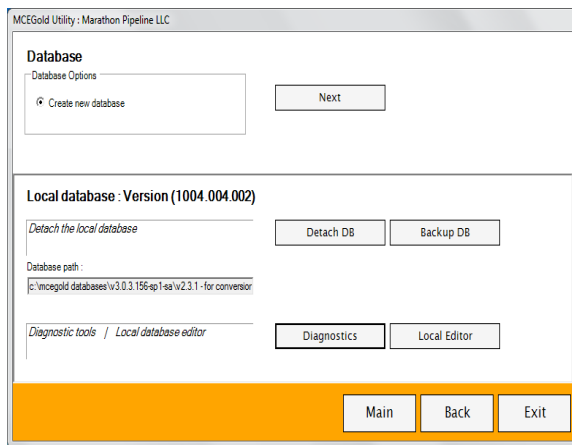 MCEGold Utility : Marathon Pipeline LLC
Database
Database Options
Create new database
Next
Local database : Version (1004.004.002)
Detach the local database
Detach DB
Backup DB
Database path :
c:\mcegold databases\v3.0.3.156-sp1-sa\v2.3.1 - for conversion
Diagnostic tools / Local database editor
Diagnostics
Local Editor
Main
Back
Exit